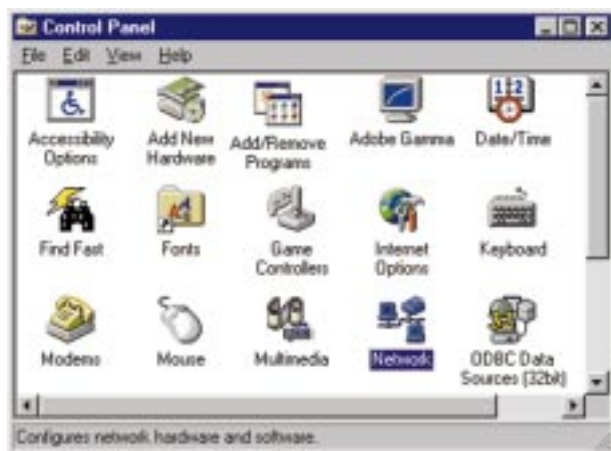 Control Panel
File Edit View Help
Accessibility Options
Add New Hardware
Add/Remove Programs
Adobe Gamma
Date/Time
Find Fast
Fonts
Game Controllers
Internet Options
Keyboard
Modems
Mouse
Multimedia
Network
ODBC Data Sources (32bit)
Configures network hardware and software.